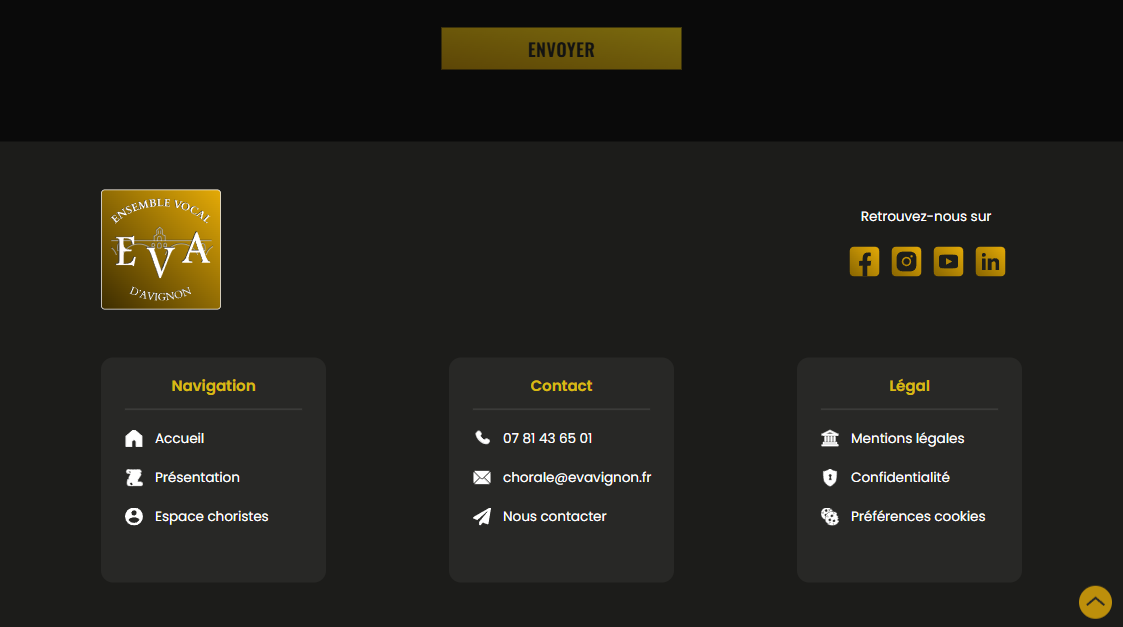 ENVOYER
ENSEMBLE VOCAL
EVA
D'AVIGNON
Retrouvez-nous sur
Navigation
Accueil
Présentation
Espace choristes
Contact
07 81 43 65 01
chorale@evavignon.fr
Nous contacter
Légal
Mentions légales
Confidentialité
Préférences cookies